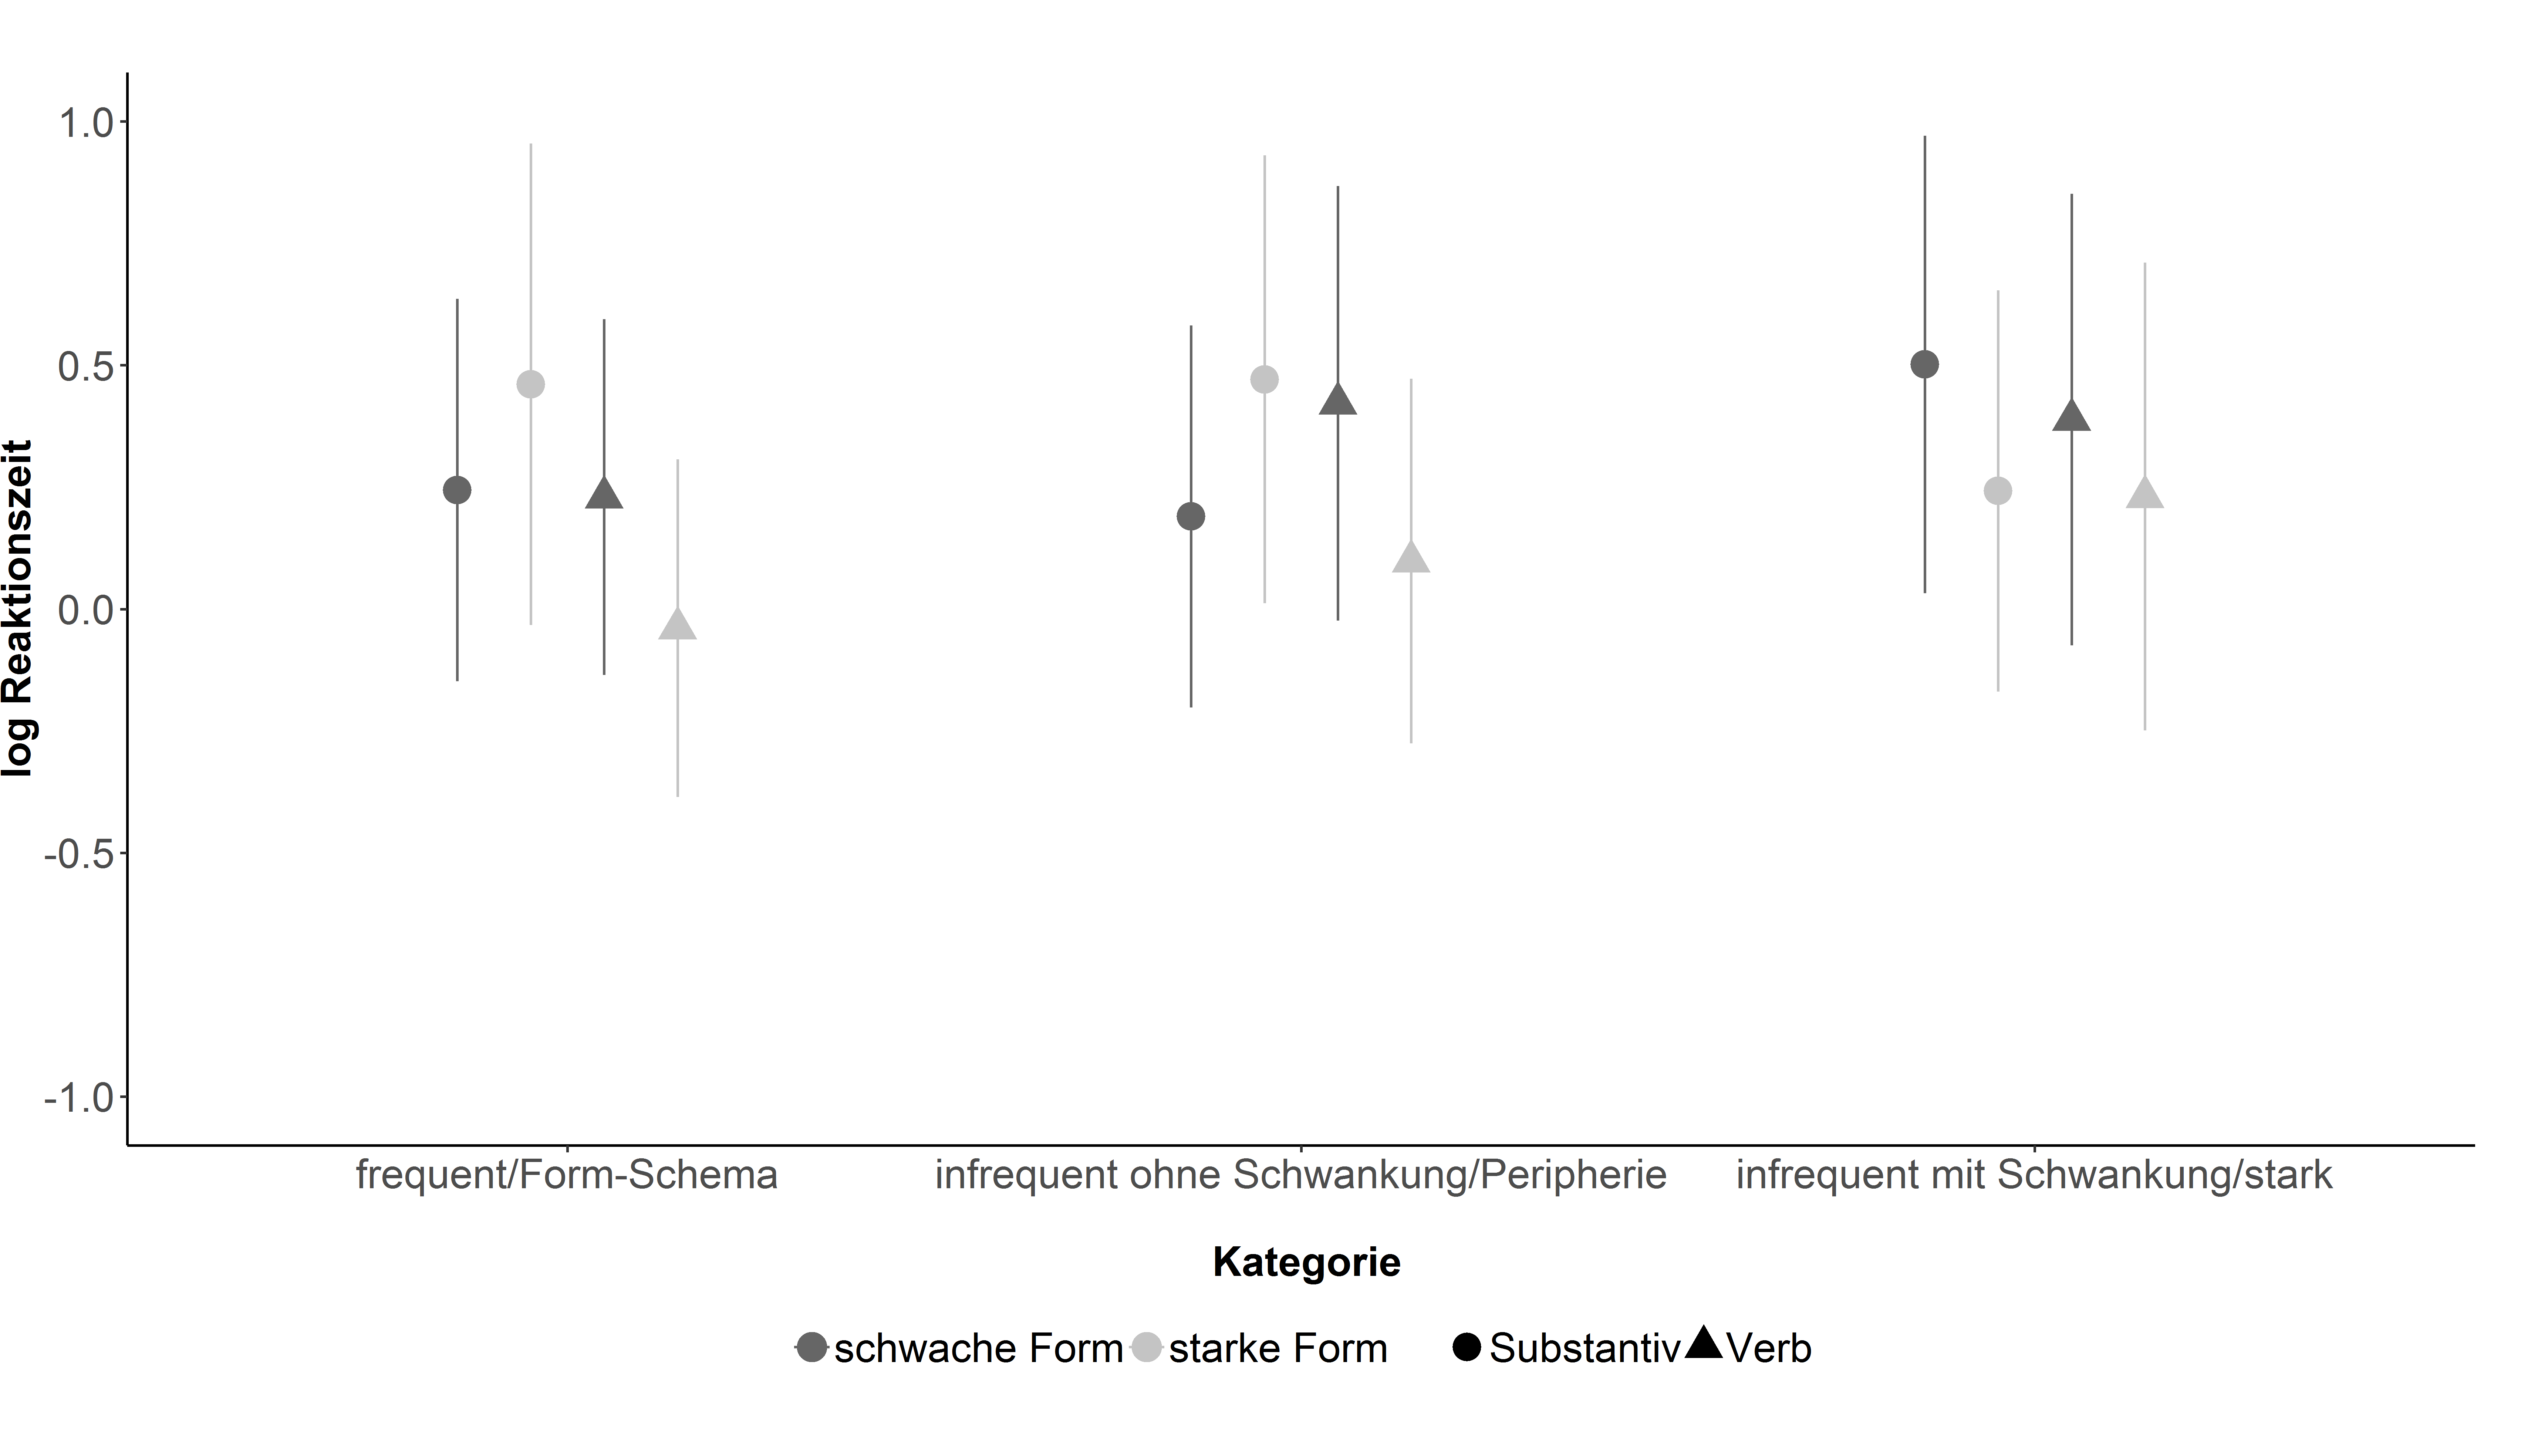 log Reaktionszeit
1.0
0.5
0.0
-0.5
-1.0
frequent/Form-Schema infrequent ohne Schwankung/Peripherie infrequent mit Schwankung/stark
Kategorie
schwache Form starke Form Substantiv Verb